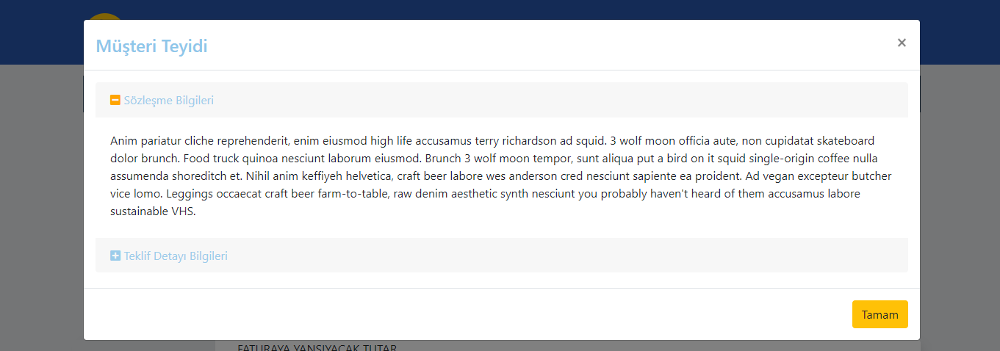 Müşteri Teyidi
×
Sözleşme Bilgileri
Anim pariatur cliche reprehenderit, enim eiusmod high life accusamus terry richardson ad squid. 3 wolf moon officia aute, non cupidatat skateboard
dolor brunch. Food truck quinoa nesciunt laborum eiusmod. Brunch 3 wolf moon tempor, sunt aliqua put a bird on it squid single-origin coffee nulla
assumenda shoreditch et. Nihil anim keffiyeh helvetica, craft beer labore wes anderson cred nesciunt sapiente ea proident. Ad vegan excepteur butcher
vice lomo. Leggings occaecat craft beer farm-to-table, raw denim aesthetic synth nesciunt you probably haven't heard of them accusamus labore
sustainable VHS.
Teklif Detayı Bilgileri
Tamam
FATURAYA YANSIYACAK TUTAR